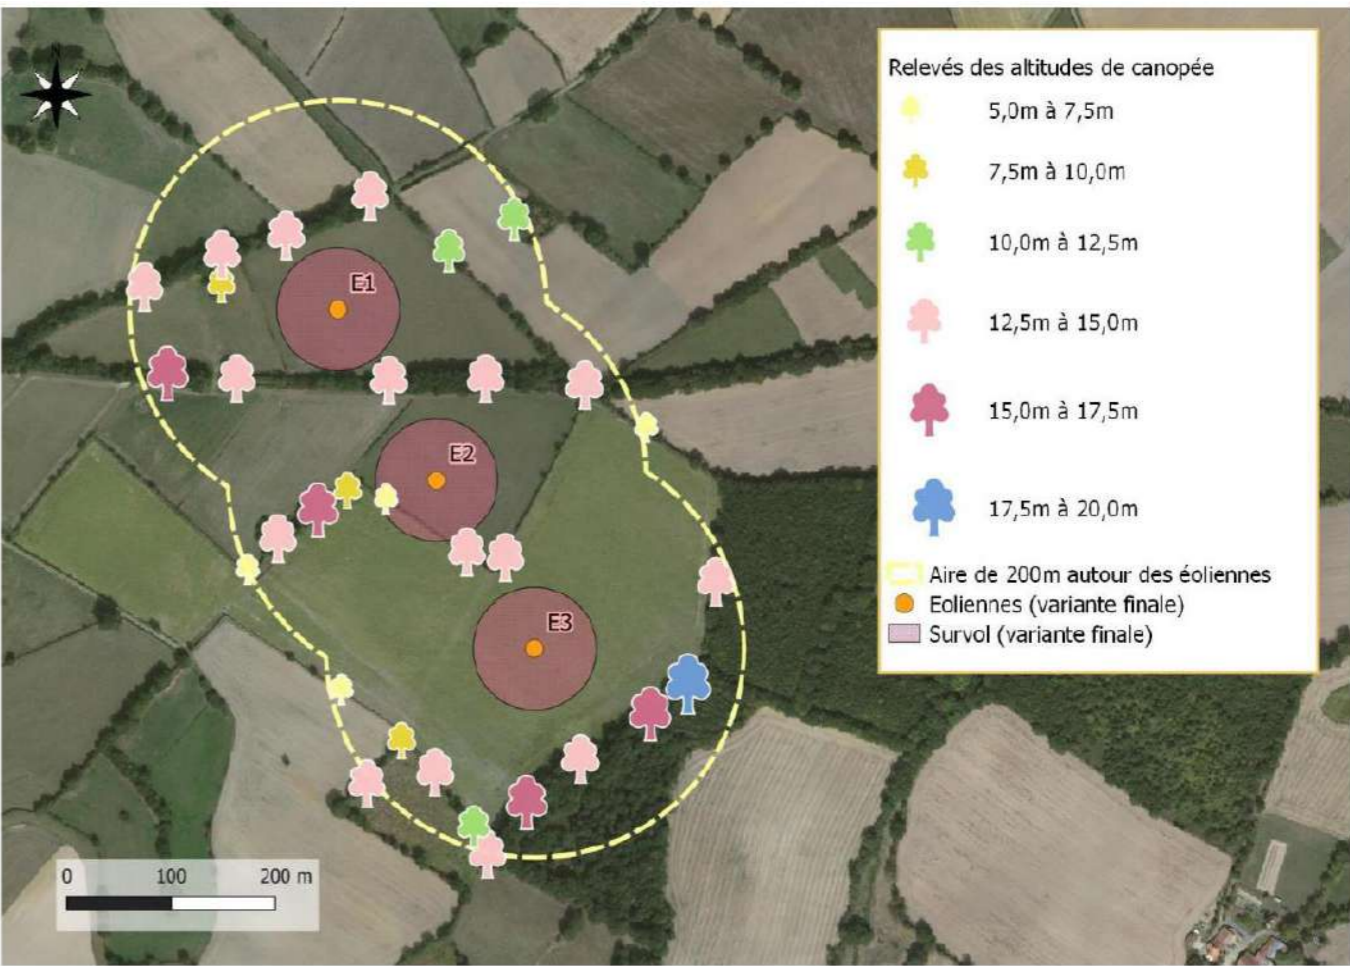 N
Relevés des altitudes de canopée
5,0m à 7,5m
7,5m à 10,0m
10,0m à 12,5m
12,5m à 15,0m
15,0m à 17,5m
17,5m à 20,0m
Aire de 200m autour des éoliennes
Eoliennes (variante finale)
Survol (variante finale)
E1
E2
E3
0 100 200 m